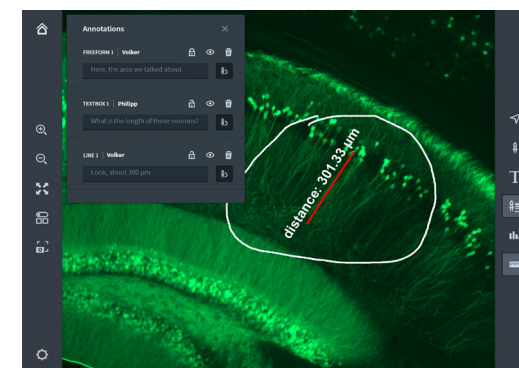 Annotations
FREEFORM 1 | Volker
Here, the area we talked about
TEXTBOX 1 | Philipp
What is the length of these neurons?
LINE 1 | Volker
Look, about 300 µm
distance: 301.33 µm
T